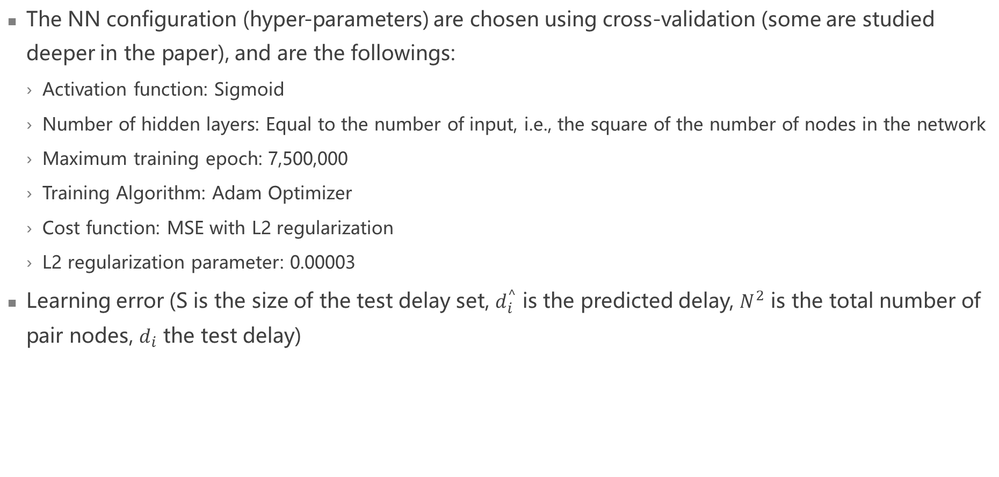 ▪ The NN configuration (hyper-parameters) are chosen using cross-validation (some are studied
deeper in the paper), and are the followings:
› Activation function: Sigmoid
› Number of hidden layers: Equal to the number of input, i.e., the square of the number of nodes in the network
› Maximum training epoch: 7,500,000
› Training Algorithm: Adam Optimizer
› Cost function: MSE with L2 regularization
› L2 regularization parameter: 0.00003
▪ Learning error (S is the size of the test delay set, $d_i^{\wedge}$ is the predicted delay, $N^2$ is the total number of
pair nodes, $d_i$ the test delay)